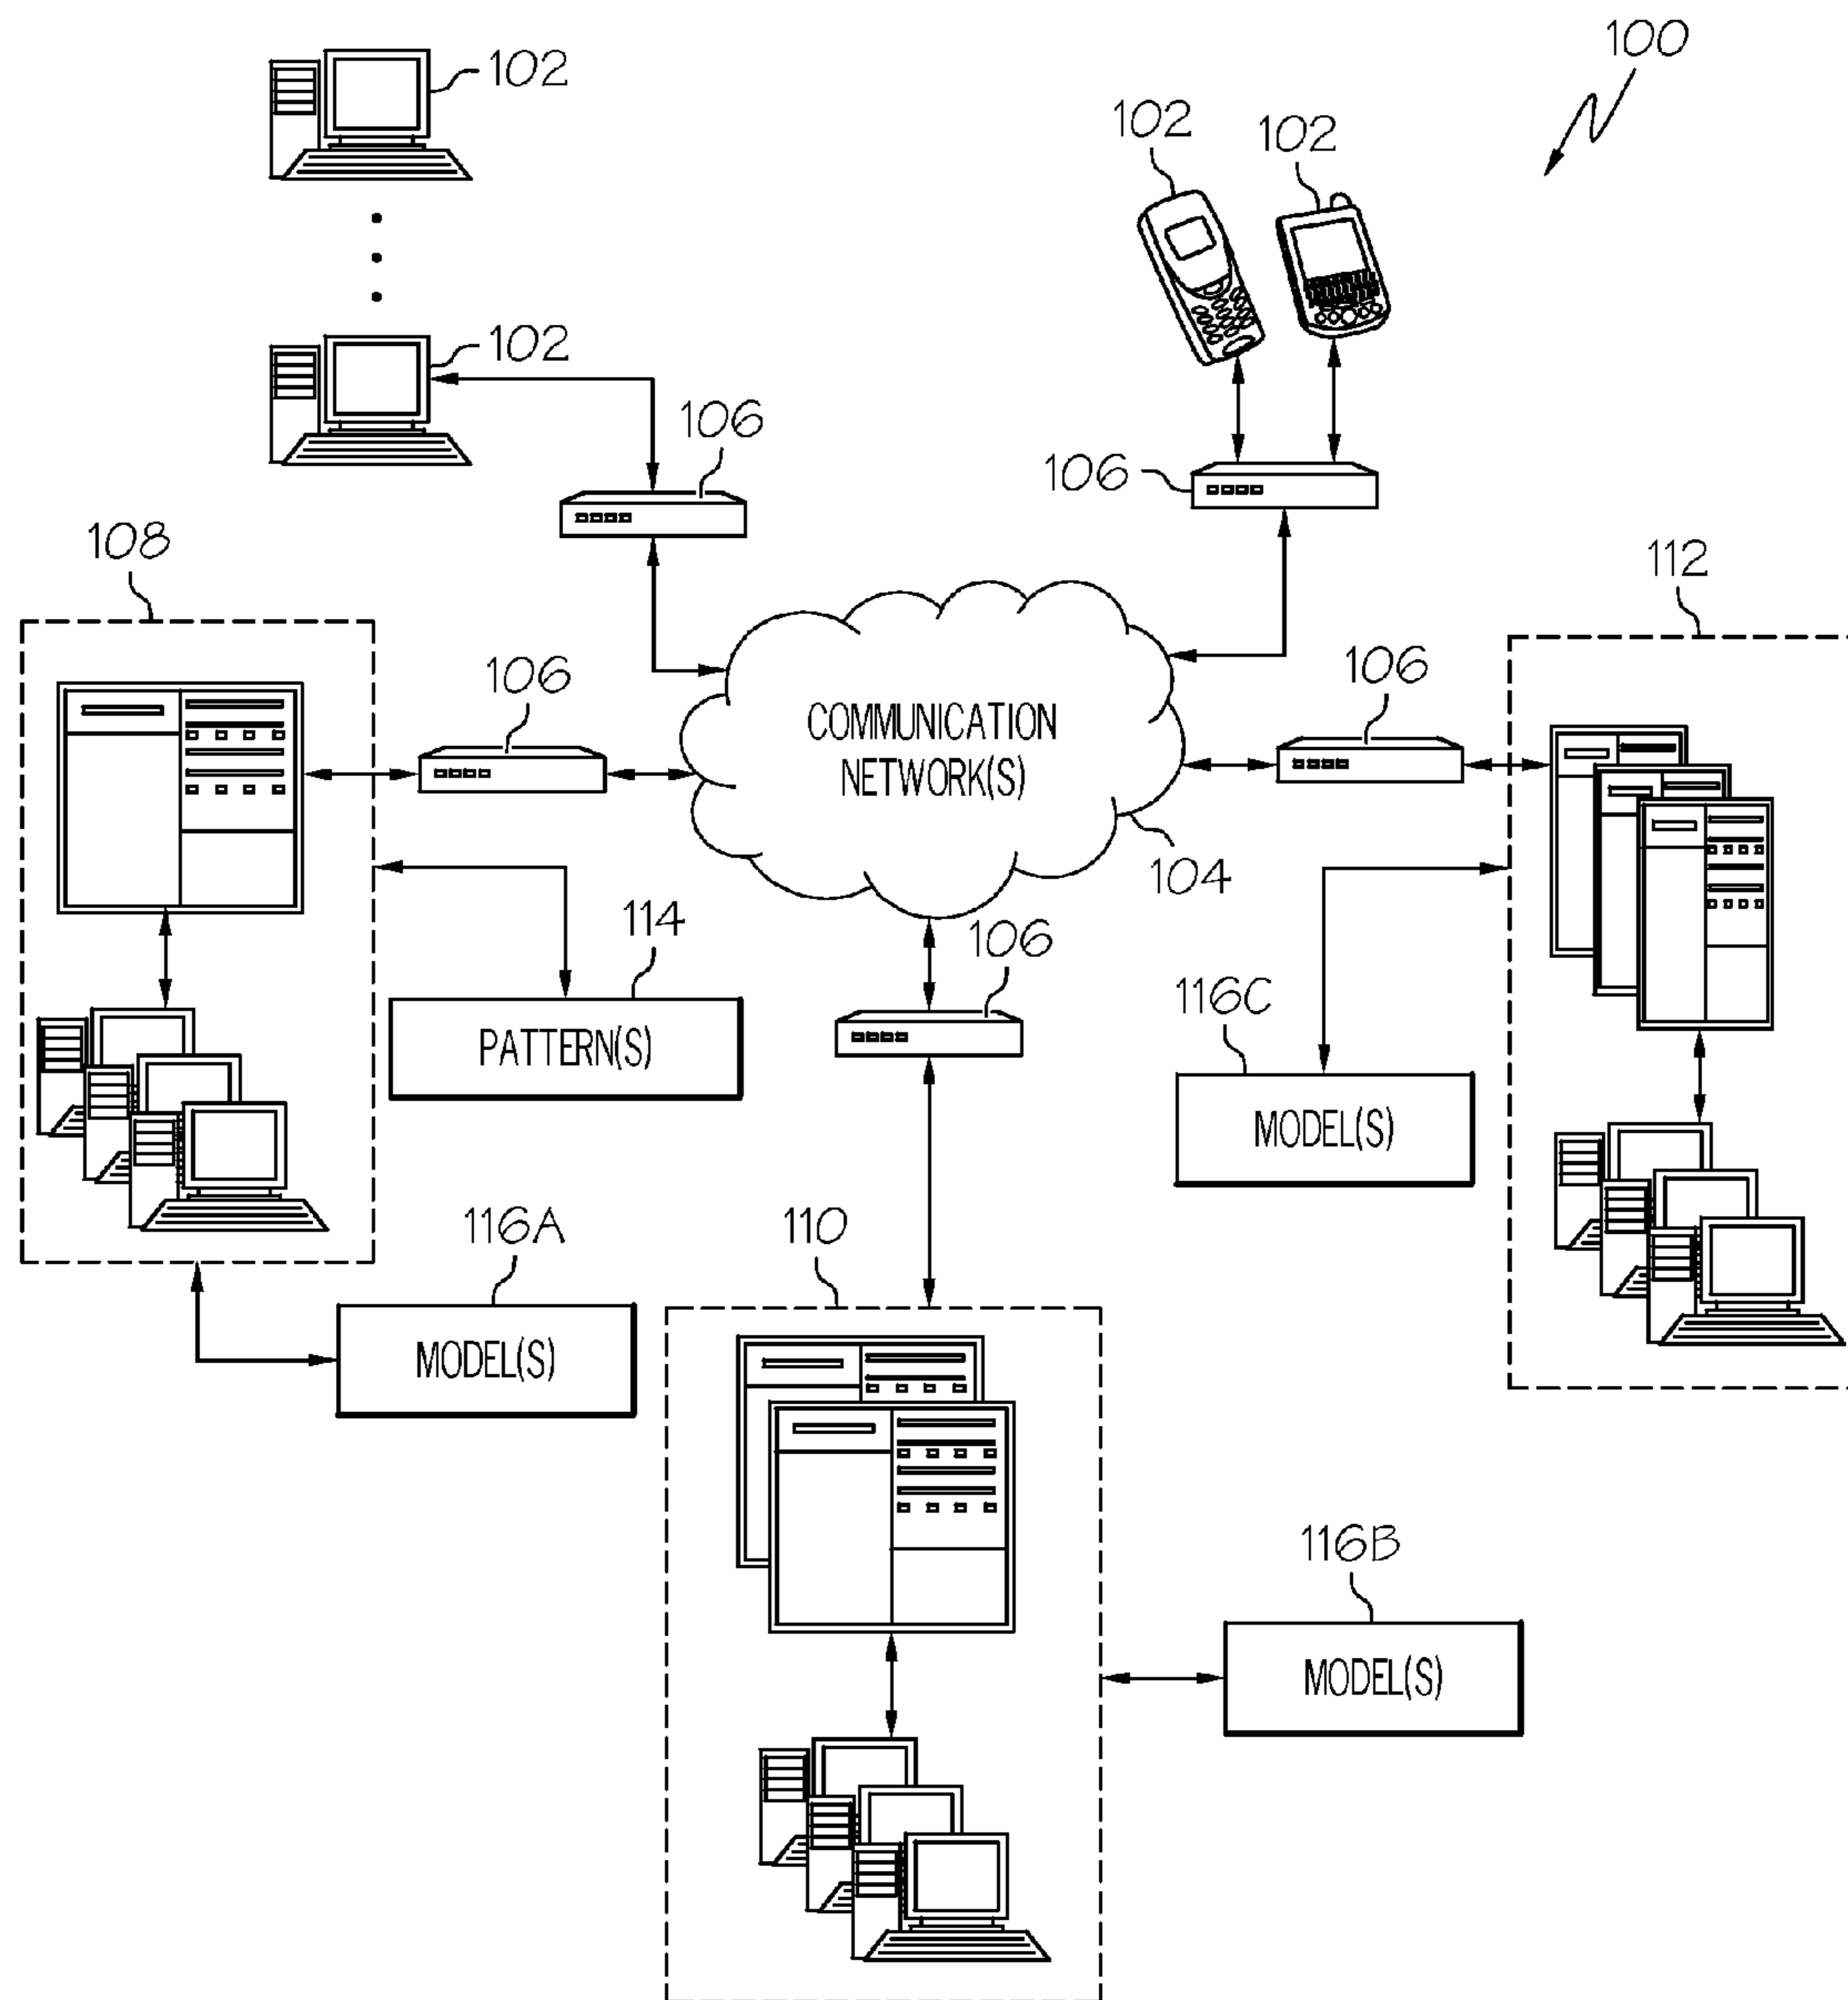 100
102
102
102
102
106
106
108
112
106
106
COMMUNICATION
NETWORK(S)
104
114
106
116C
PATTERN(S)
MODEL(S)
116A
110
MODEL(S)
116B
MODEL(S)